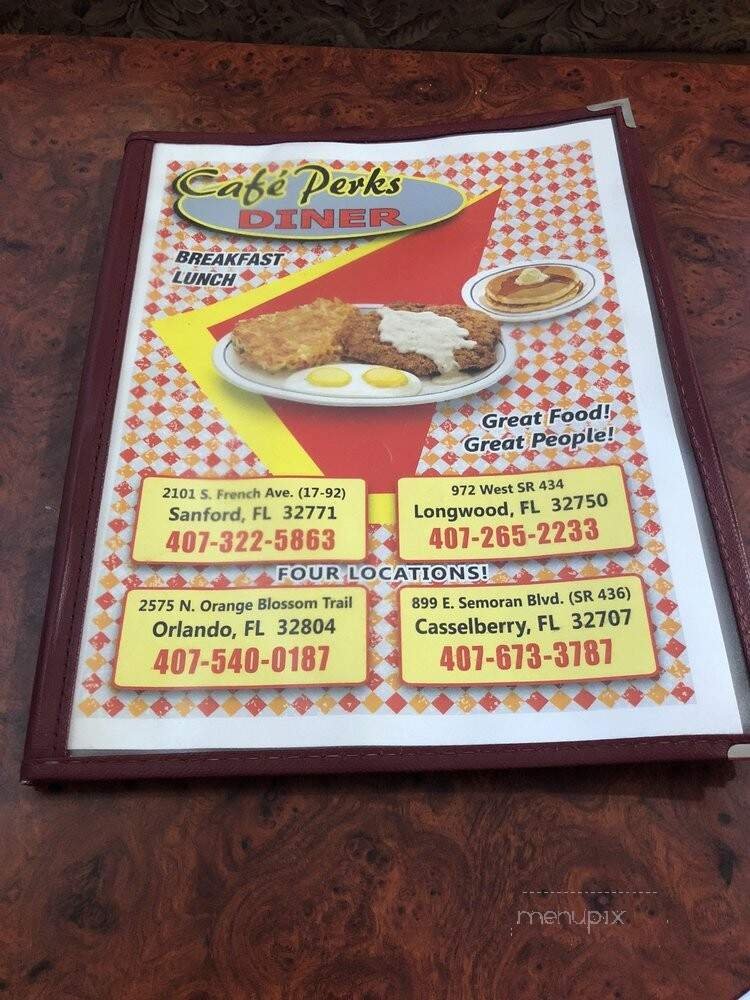 Café Perks
DINER
BREAKFAST
LUNCH
Great Food!
Great People!
2101 S. French Ave. (17-92)
Sanford, FL 32771
407-322-5863
972 West SR 434
Longwood, FL 32750
407-265-2233
FOUR LOCATIONS!
2575 N. Orange Blossom Trail
Orlando, FL 32804
407-540-0187
899 E. Semoran Blvd. (SR 436)
Casselberry, FL 32707
407-673-3787
menupix